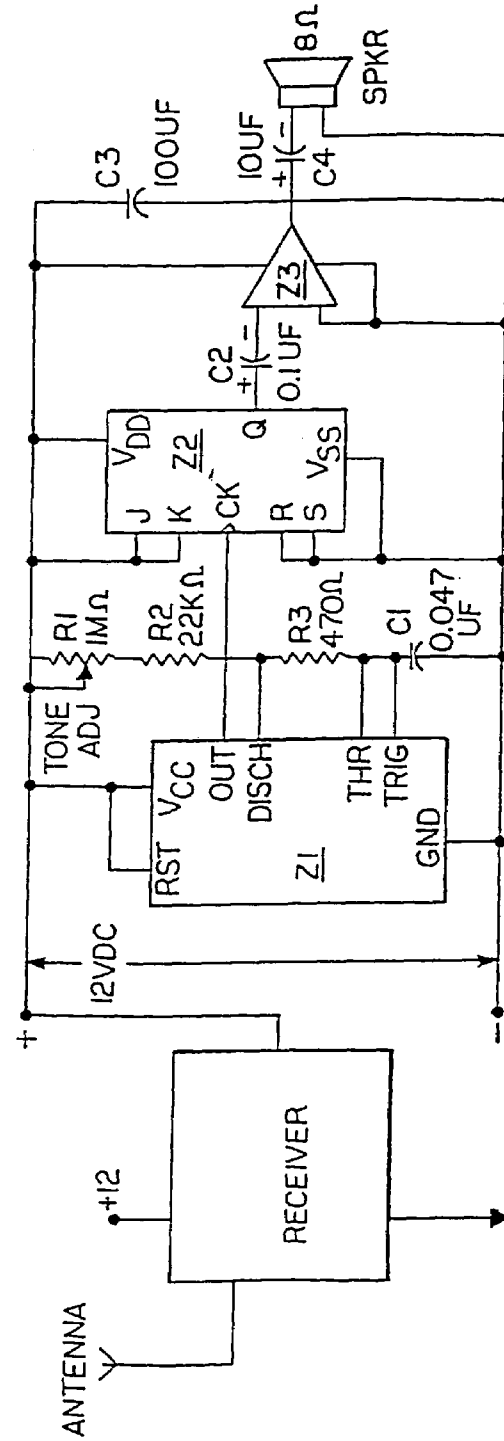 ANTENNA
+12
RECEIVER
+
12VDC
-
RST
VCC
OUT
DISCH
THR
TRIG
GND
Z1
TONE
ADJ
R1
1MΩ
R2
22KΩ
R3
470Ω
C1
0.047
UF
J
K
CK
R
S
VDD
Z2
Q
VSS
C2
+ -
0.1UF
Z3
C3
100UF
10UF
+ -
C4
8Ω
SPKR